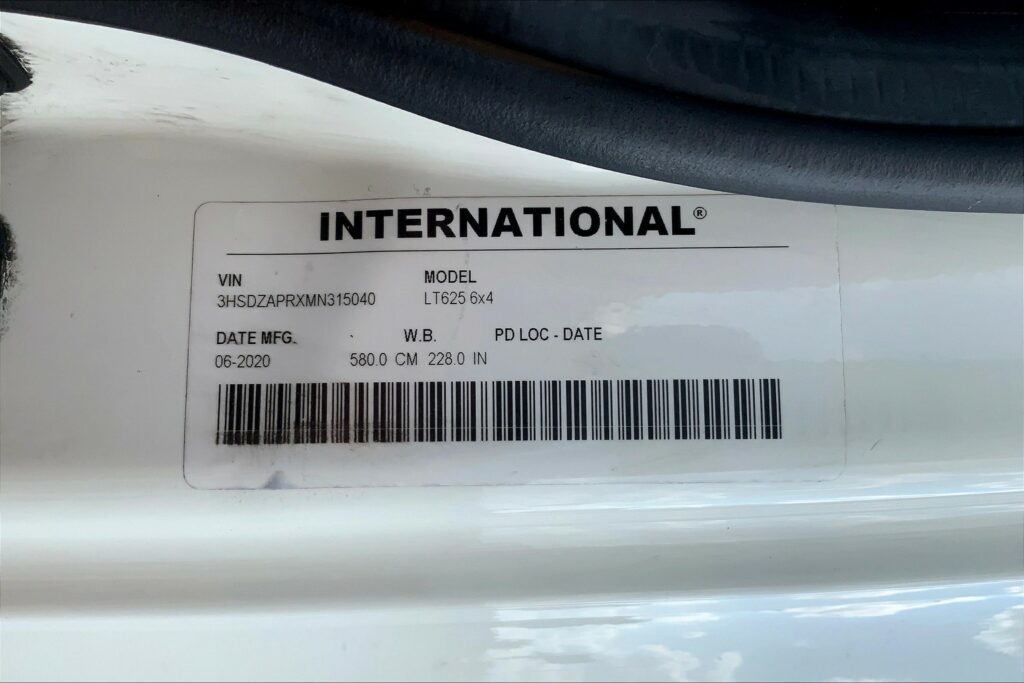 INTERNATIONAL®
VIN MODEL
3HSDZAPRXMN315040 LT625 6x4
DATE MFG. W.B. PD LOC - DATE
06-2020 580.0 CM 228.0 IN